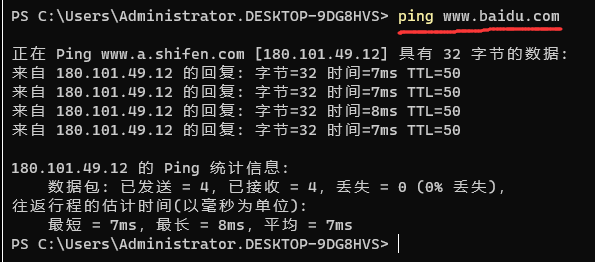 PS C:\Users\Administrator.DESKTOP-9DG8HVS> ping www.baidu.com
正在 Ping www.a.shifen.com [180.101.49.12] 具有 32 字节的数据:
来自 180.101.49.12 的回复: 字节=32 时间=7ms TTL=50
来自 180.101.49.12 的回复: 字节=32 时间=7ms TTL=50
来自 180.101.49.12 的回复: 字节=32 时间=8ms TTL=50
来自 180.101.49.12 的回复: 字节=32 时间=7ms TTL=50
180.101.49.12 的 Ping 统计信息:
数据包: 已发送 = 4，已接收 = 4，丢失 = 0 (0% 丢失)，
往返行程的估计时间(以毫秒为单位):
最短 = 7ms，最长 = 8ms，平均 = 7ms
PS C:\Users\Administrator.DESKTOP-9DG8HVS>